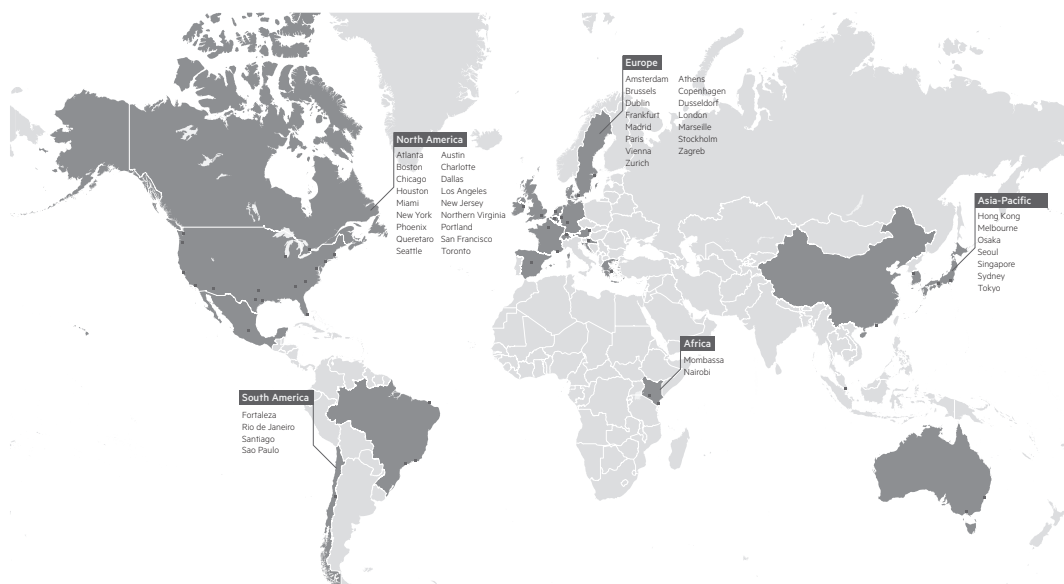 North America
Atlanta Austin
Boston Charlotte
Chicago Dallas
Houston Los Angeles
Miami New Jersey
New York Northern Virginia
Phoenix Portland
Queretaro San Francisco
Seattle Toronto
South America
Fortaleza
Rio de Janeiro
Santiago
Sao Paulo
Europe
Amsterdam Athens
Brussels Copenhagen
Dublin Dusseldorf
Frankfurt London
Madrid Marseille
Paris Stockholm
Vienna Zagreb
Zurich
Africa
Mombassa
Nairobi
Asia-Pacific
Hong Kong
Melbourne
Osaka
Seoul
Singapore
Sydney
Tokyo